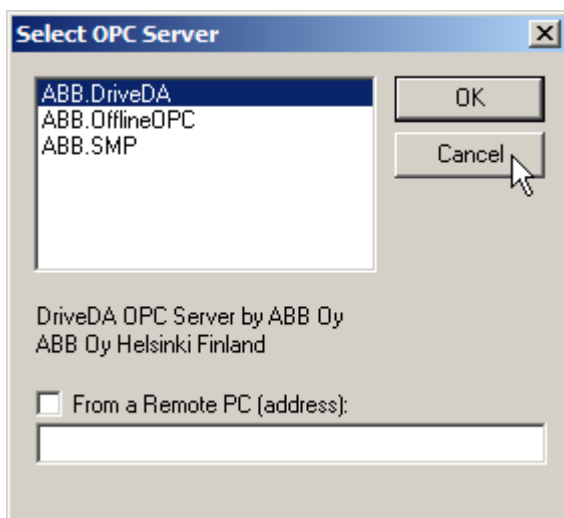 Select OPC Server
ABB.DriveDA
ABB.OfflineOPC
ABB.SMP
OK
Cancel
DriveDA OPC Server by ABB Oy
ABB Oy Helsinki Finland
From a Remote PC (address):